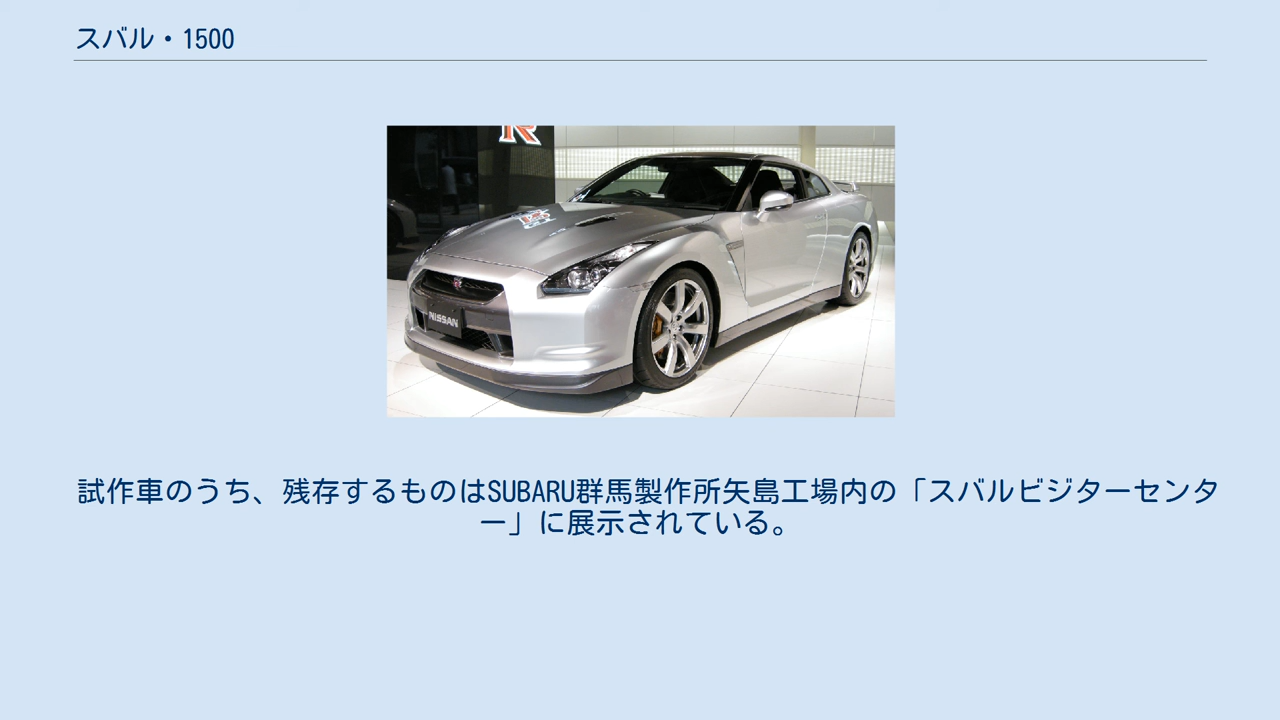 スバル・1500
R
NISSAN
試作車のうち、残存するものはSUBARU群馬製作所矢島工場内の「スバルビジターセンタ
ー」に展示されている。